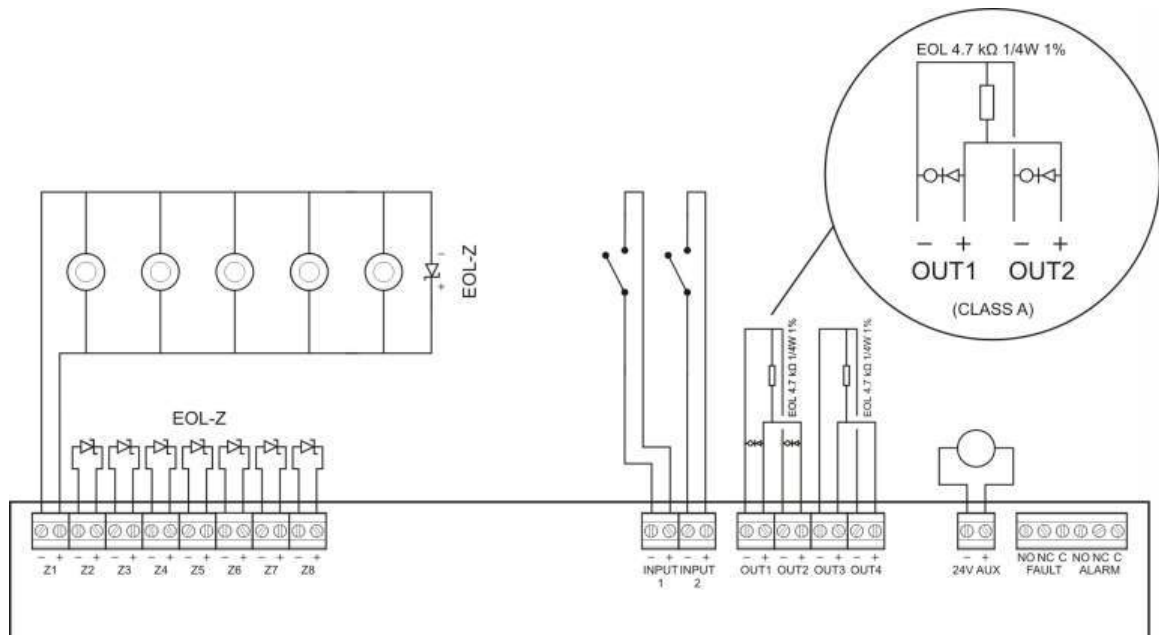 EOL 4.7 kΩ 1/4W 1%
− + − +
OUT1 OUT2
(CLASS A)
−
+
EOL-Z
EOL-Z
EOL 4.7 kΩ 1/4W 1%
EOL 4.7 kΩ 1/4W 1%
− + − + − + − + − + − + − + − +
Z1 Z2 Z3 Z4 Z5 Z6 Z7 Z8
− + − +
INPUT INPUT
1 2
− + − + − + − +
OUT1 OUT2 OUT3 OUT4
− +
24V AUX
NO NC C NO NC C
FAULT ALARM